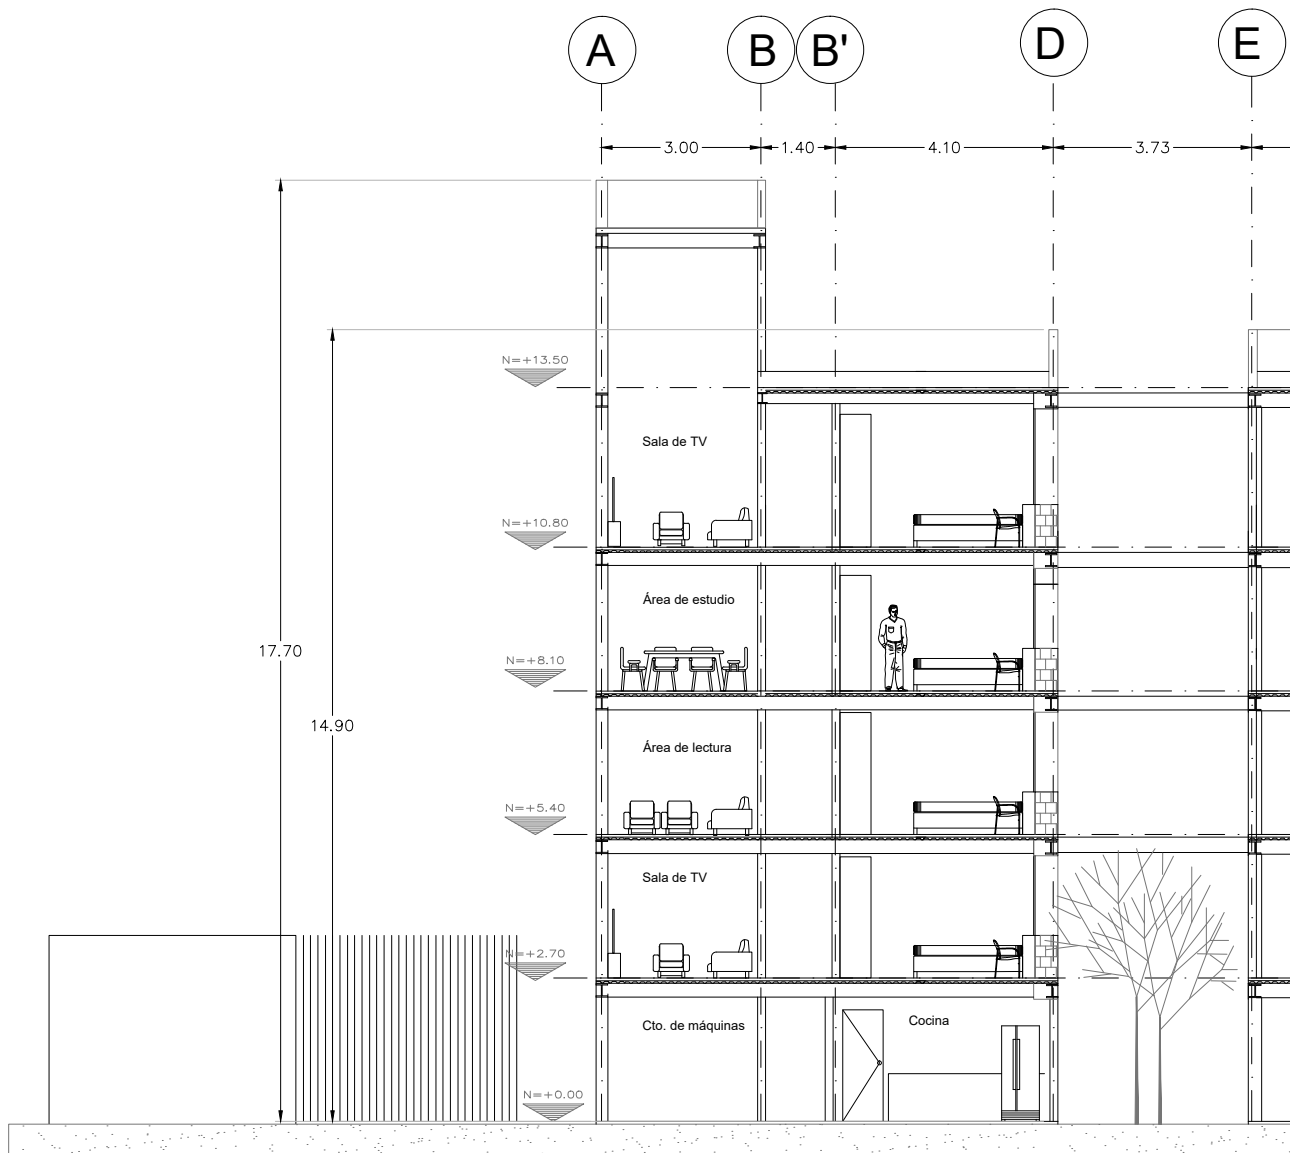 A B B' D E
3.00 1.40 4.10 3.73
N=+13.50
Sala de TV
N=+10.80
Área de estudio
17.70
N=+8.10
14.90
Área de lectura
N=+5.40
Sala de TV
N=+2.70
Cto. de máquinas Cocina
N=+0.00